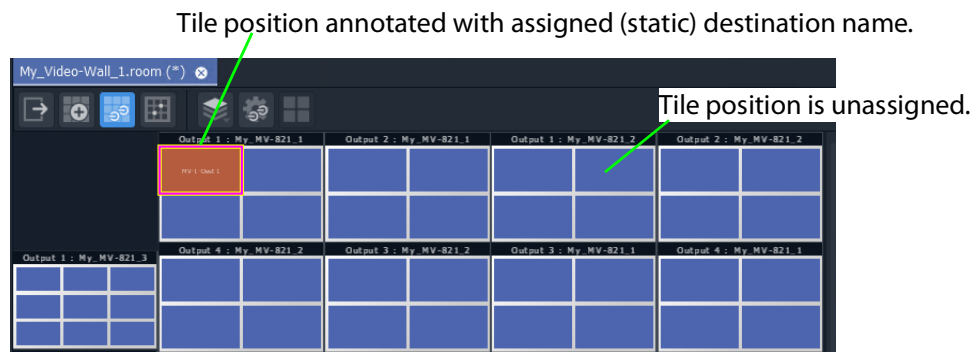 Tile position annotated with assigned (static) destination name.
My_Video-Wall_1.room (*)
Tile position is unassigned.
Output 1 : My_MV-821_1
Output 2 : My_MV-821_1
Output 1 : My_MV-821_2
Output 2 : My_MV-821_2
MV-1
Output 4 : My_MV-821_2
Output 3 : My_MV-821_2
Output 3 : My_MV-821_1
Output 4 : My_MV-821_1
Output 1 : My_MV-821_3